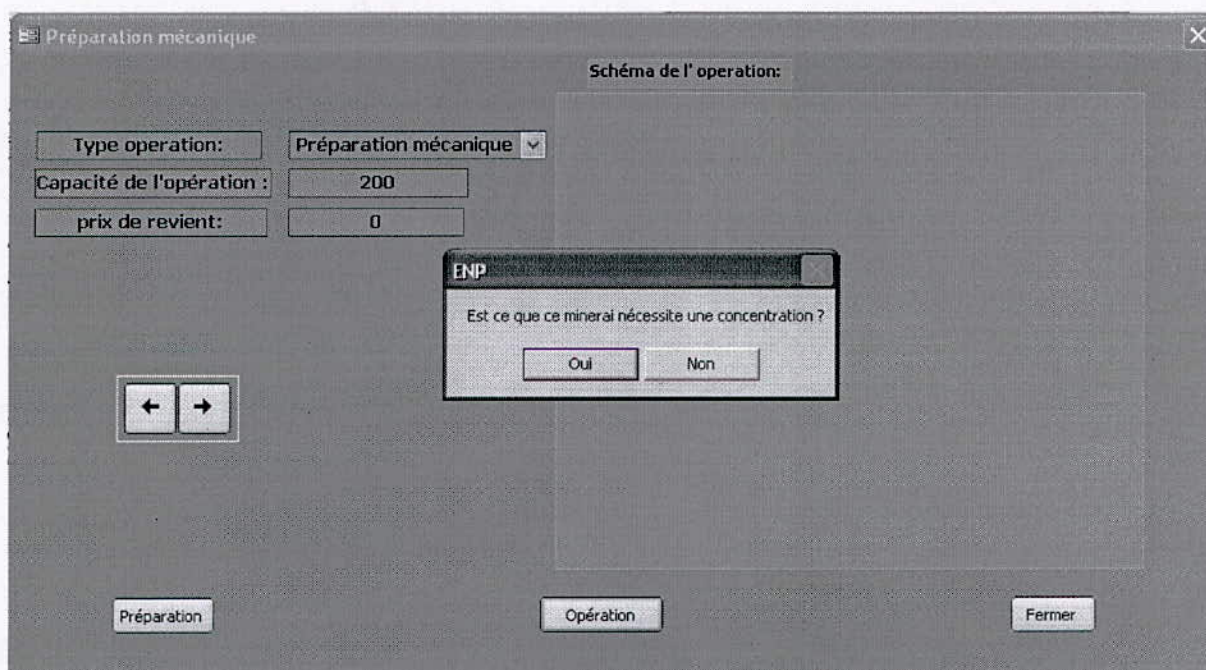 Préparation mécanique
Schéma de l' operation:
Type operation: Préparation mécanique
Capacité de l'opération : 200
prix de revient: 0
ENP
Est ce que ce minerai nécessite une concentration ?
Oui Non
Préparation Opération Fermer